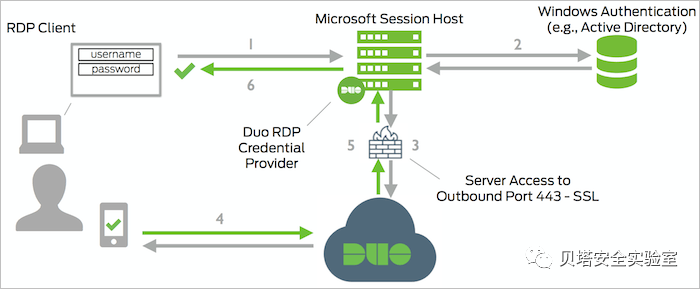 RDP Client
username
password
1
6
Microsoft Session Host
2
Windows Authentication
(e.g., Active Directory)
DUO
Duo RDP
Credential
Provider
5
3
Server Access to
Outbound Port 443 - SSL
4
DUO
贝塔安全实验室